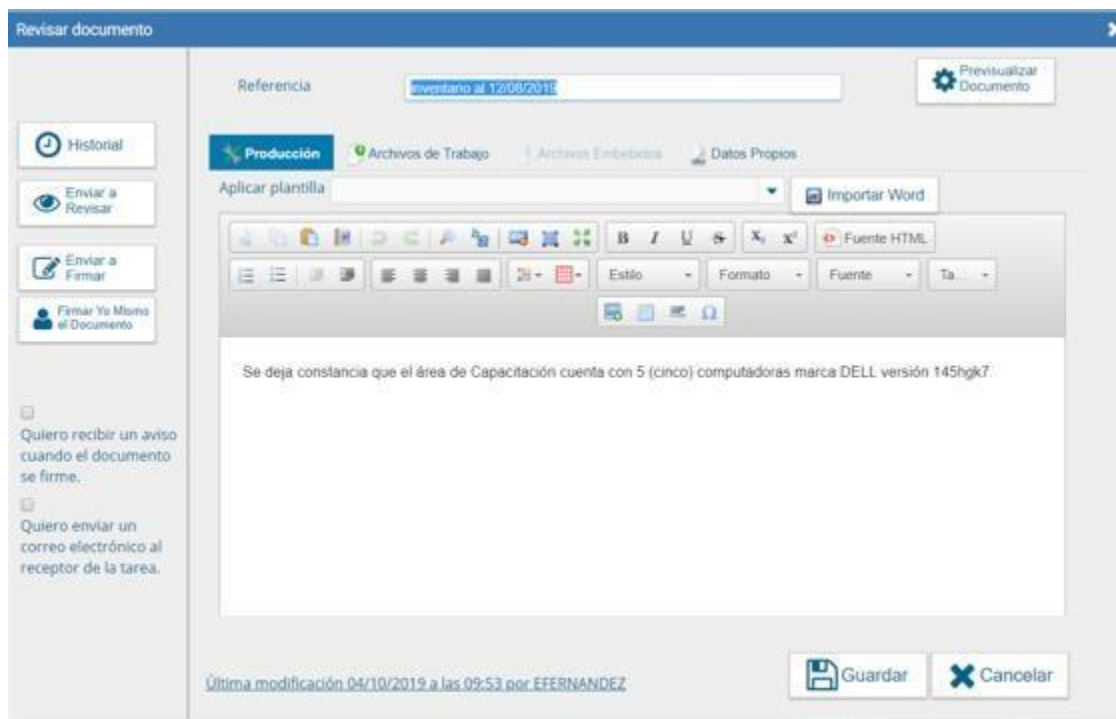 Revisar documento
Referencia
Inventario al 12/08/2019
Previsualizar
Documento
Historial
Enviar a
Revisar
Enviar a
Firmar
Firmar Yo Mismo
el Documento
Quiero recibir un aviso
cuando el documento
se firme.
Quiero enviar un
correo electrónico al
receptor de la tarea.
Producción
Archivos de Trabajo
Archivos Embebidos
Datos Propios
Aplicar plantilla
Importar Word
B I U S X₂ X² Fuente HTML
Estilo Formato Fuente Ta...
Ω
Se deja constancia que el área de Capacitación cuenta con 5 (cinco) computadoras marca DELL versión 145hgk7
Última modificación 04/10/2019 a las 09:53 por EFERNANDEZ
Guardar
Cancelar